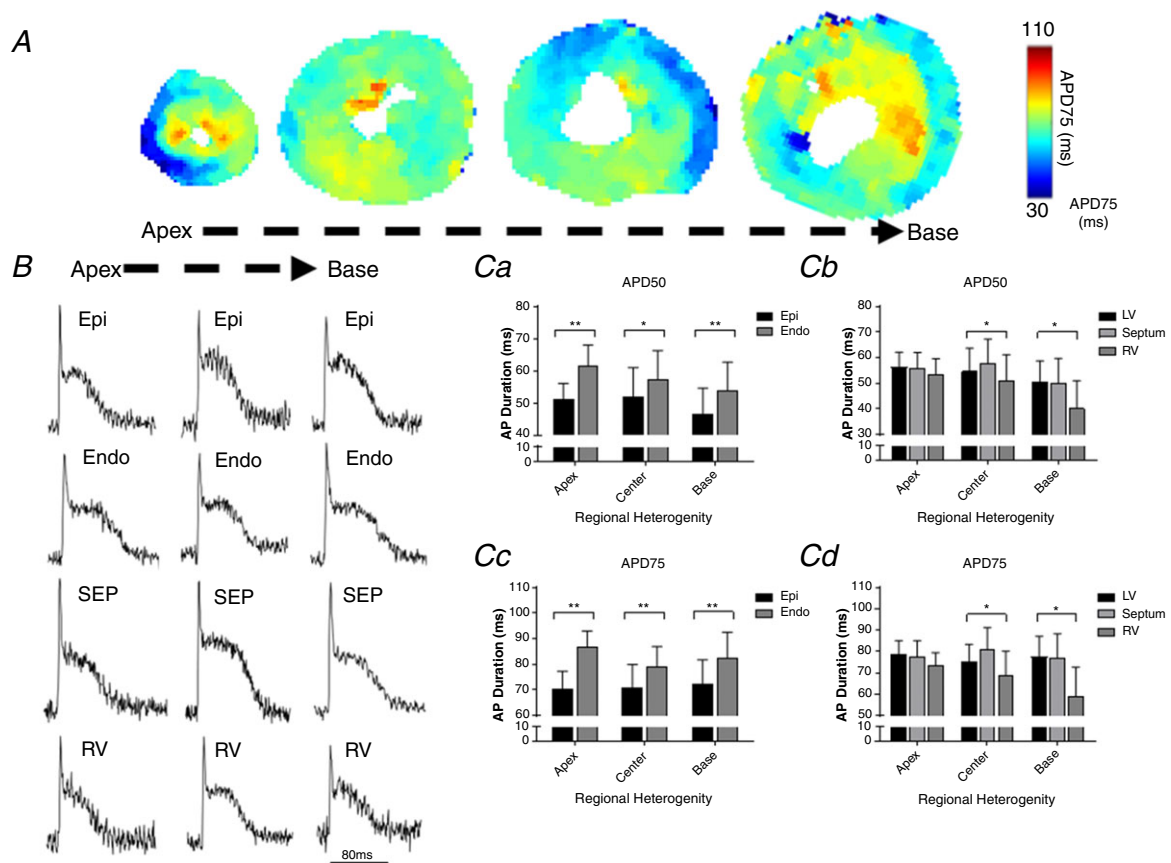 A
110
APD75 (ms)
30
APD75
(ms)
Apex
Base
B
Apex
Base
Epi
Epi
Epi
Endo
Endo
Endo
SEP
SEP
SEP
RV
RV
RV
80ms
Ca
APD50
AP Duration (ms)
80
70
60
50
40
10
0
**
*
**
Epi
Endo
Apex
Center
Base
Regional Heterogenity
Cb
APD50
AP Duration (ms)
80
70
60
50
40
30
10
0
*
*
LV
Septum
RV
Apex
Center
Base
Regional Heterogenity
Cc
APD75
AP Duration (ms)
110
100
90
80
70
60
10
0
**
**
**
Epi
Endo
Apex
Center
Base
Regional Heterogenity
Cd
APD75
AP Duration (ms)
110
100
90
80
70
60
50
10
0
*
*
LV
Septum
RV
Apex
Center
Base
Regional Heterogenity